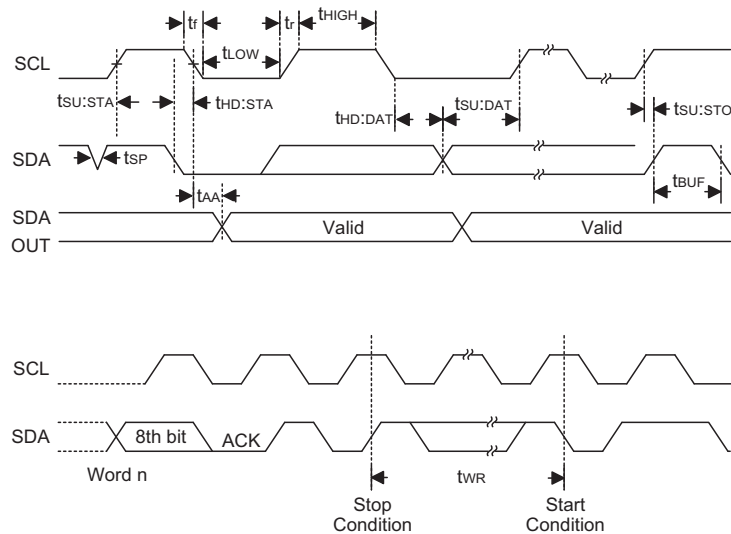 tf
tr
tHIGH
SCL
tLOW
tSU:STA
tHD:STA
tHD:DAT
tSU:DAT
tSU:STO
SDA
tSP
tBUF
tAA
SDA
OUT
Valid
Valid
SCL
SDA
8th bit
ACK
Word n
tWR
Stop
Condition
Start
Condition